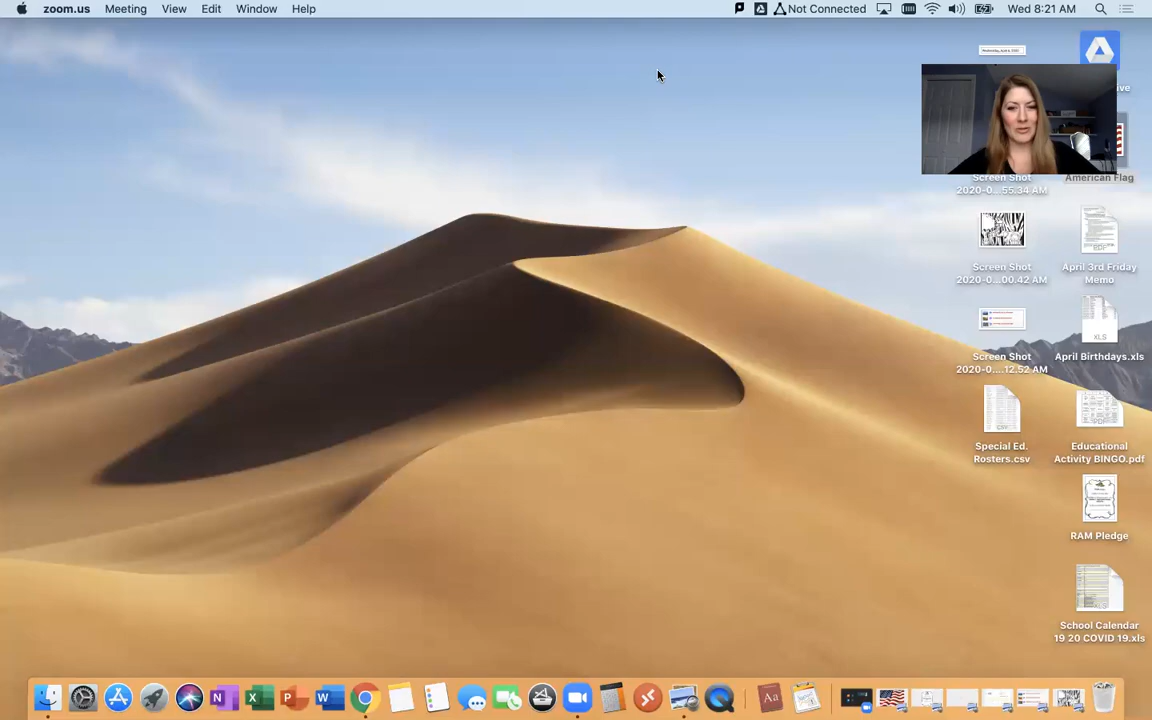 zoom.us Meeting View Edit Window Help
Not Connected Wed 8:21 AM
ive
Screen Shot
2020-0...55.34 AM
American Flag
Screen Shot
2020-0....00.42 AM
April 3rd Friday
Memo
Screen Shot
2020-0....12.52 AM
XLS
April Birthdays.xls
Special Ed.
Rosters.csv
Educational
Activity BINGO.pdf
RAM Pledge
School Calendar
19 20 COVID 19.xls